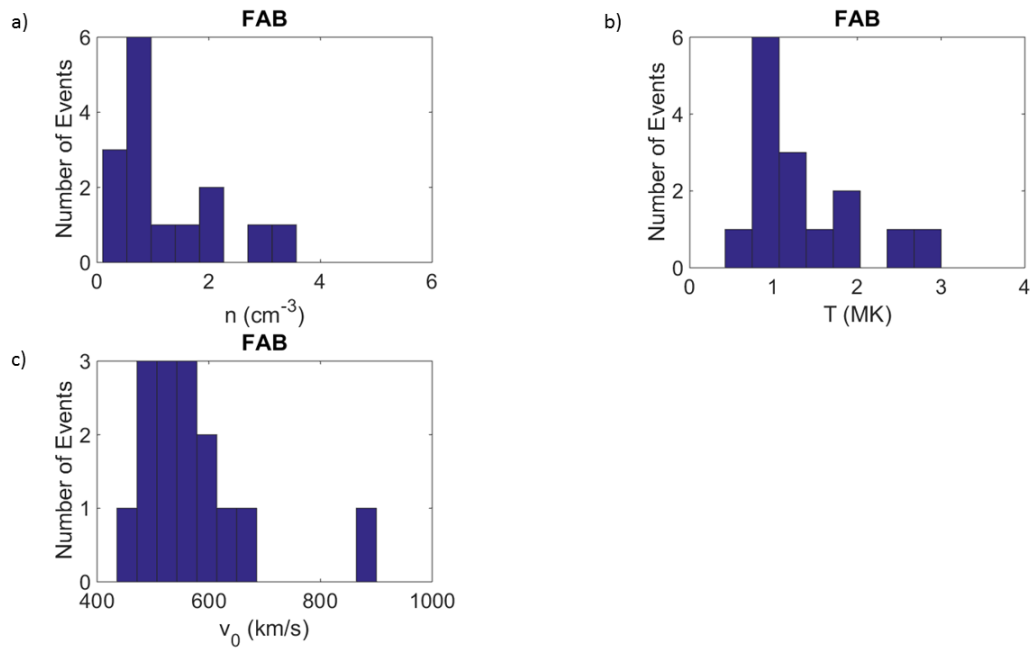 a)
FAB
Number of Events
6
4
2
0
0 2 4 6
n (cm⁻³)
b)
FAB
Number of Events
6
4
2
0
0 1 2 3 4
T (MK)
c)
FAB
Number of Events
3
2
1
0
400 600 800 1000
v₀ (km/s)